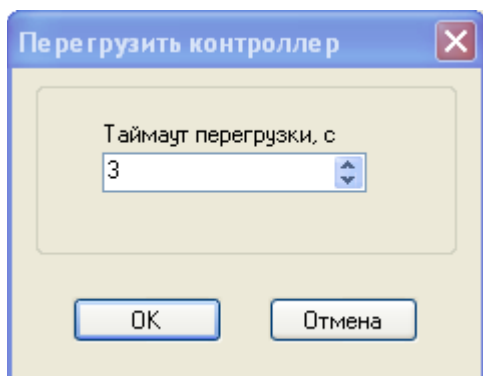 Перегрузить контроллер
Таймаут перегрузки, с
3
OK
Отмена